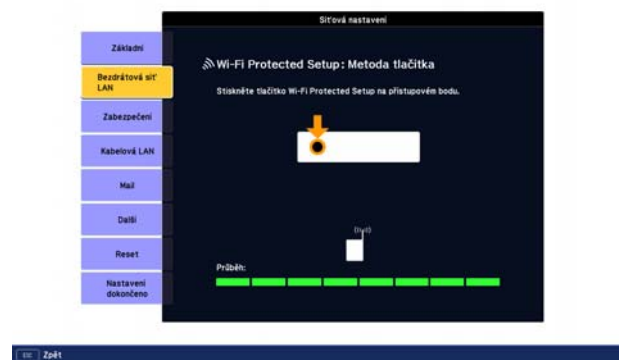 Síťová nastavení
Základní
Bezdrátová síť
LAN
Zabezpečení
Kabelová LAN
Mail
Další
Reset
Nastavení
dokončeno
Wi-Fi Protected Setup: Metoda tlačítka
Stiskněte tlačítko Wi-Fi Protected Setup na přístupovém bodu.
Průběh:
Esc Zpět